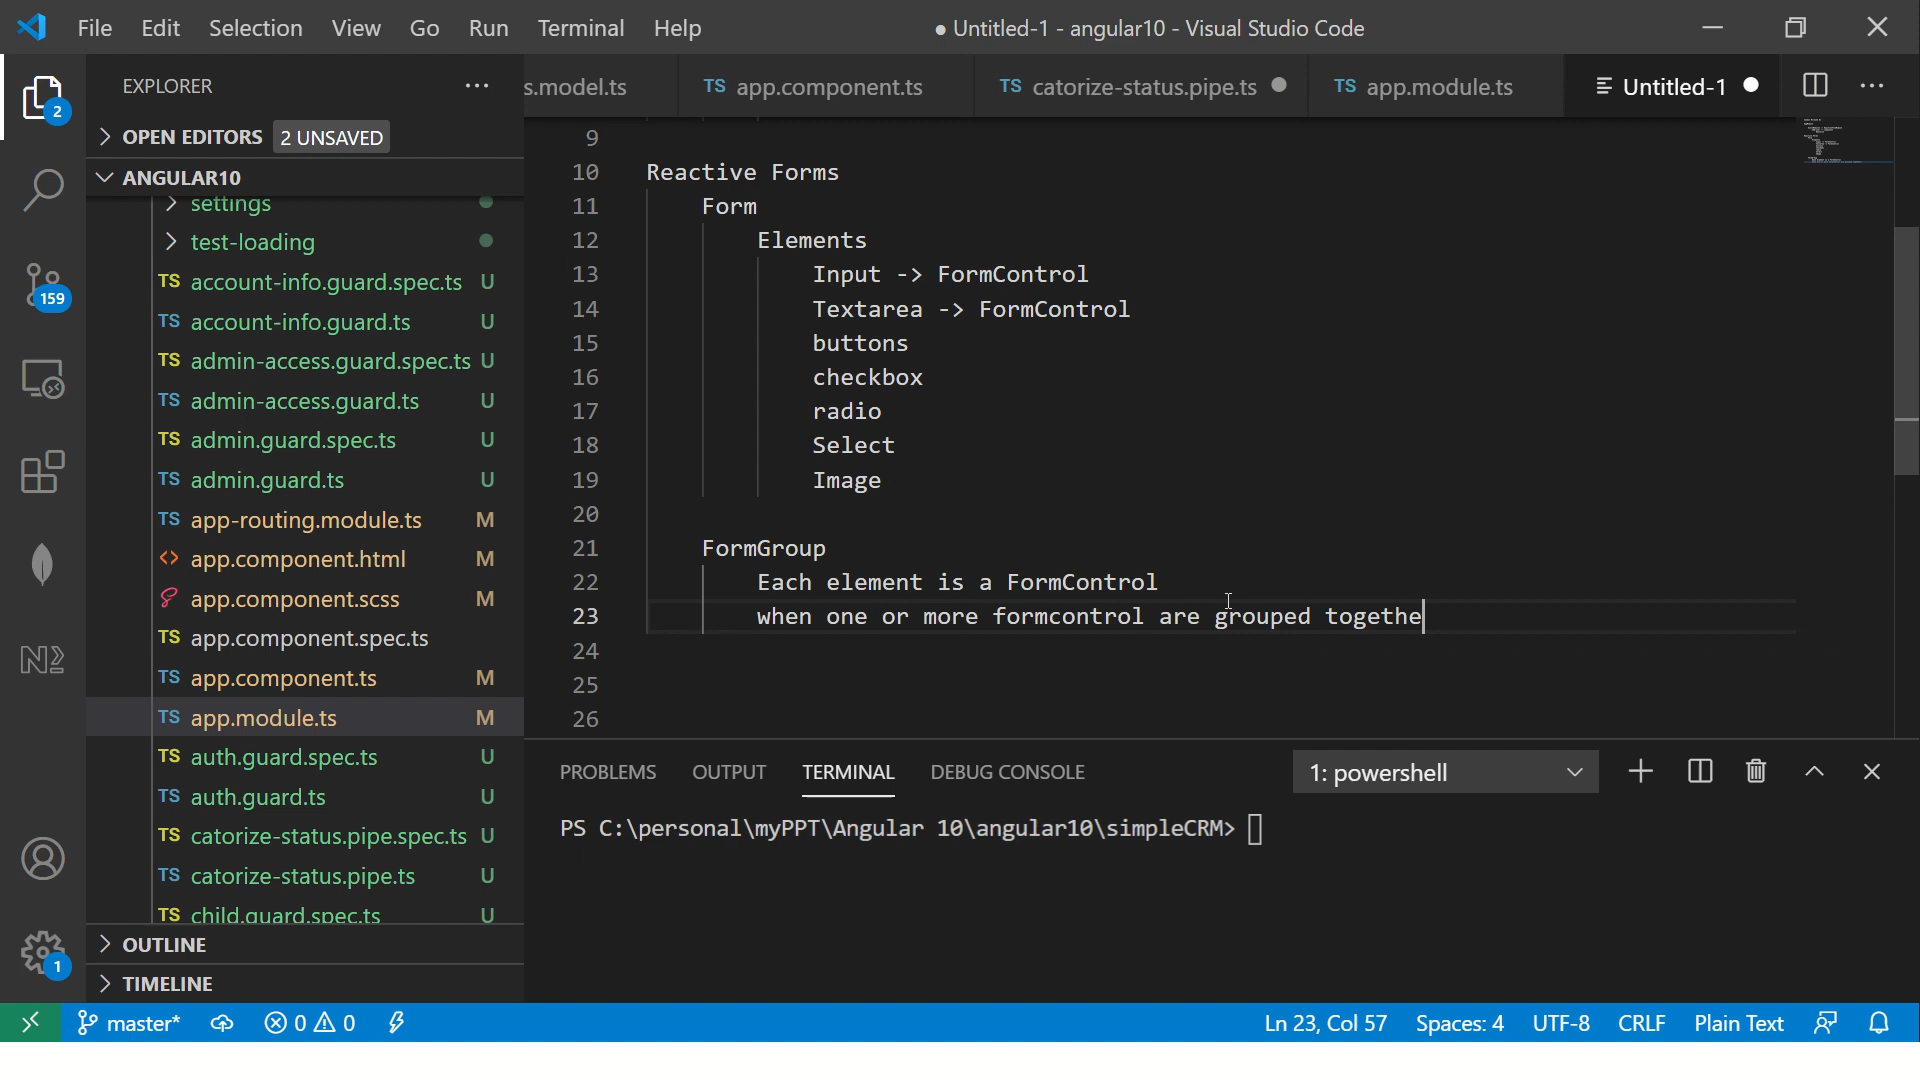 File Edit Selection View Go Run Terminal Help
● Untitled-1 - angular10 - Visual Studio Code
EXPLORER
s.model.ts
TS app.component.ts
TS catorize-status.pipe.ts
TS app.module.ts
Untitled-1
OPEN EDITORS 2 UNSAVED
ANGULAR10
settings
test-loading
TS account-info.guard.spec.ts U
TS account-info.guard.ts U
TS admin-access.guard.spec.ts U
TS admin-access.guard.ts U
TS admin.guard.spec.ts U
TS admin.guard.ts U
TS app-routing.module.ts M
<> app.component.html M
app.component.scss M
TS app.component.spec.ts
TS app.component.ts M
TS app.module.ts M
TS auth.guard.spec.ts U
TS auth.guard.ts U
TS catorize-status.pipe.spec.ts U
TS catorize-status.pipe.ts U
TS child.guard.spec.ts U
OUTLINE
TIMELINE
2
159
1
9
10 Reactive Forms
11 Form
12 Elements
13 Input -> FormControl
14 Textarea -> FormControl
15 buttons
16 checkbox
17 radio
18 Select
19 Image
20
21 FormGroup
22 Each element is a FormControl
23 when one or more formcontrol are grouped togethe
24
25
26
PROBLEMS OUTPUT TERMINAL DEBUG CONSOLE
1: powershell
PS C:\personal\myPPT\Angular 10\angular10\simpleCRM>
master* 0 0
Ln 23, Col 57 Spaces: 4 UTF-8 CRLF Plain Text